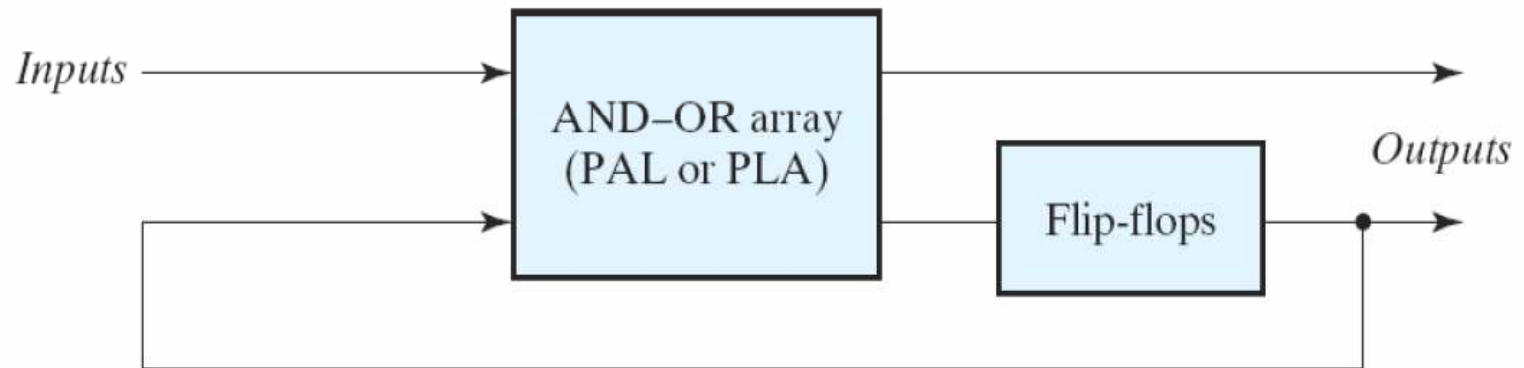 Inputs
AND–OR array
(PAL or PLA)
Outputs
Flip-flops